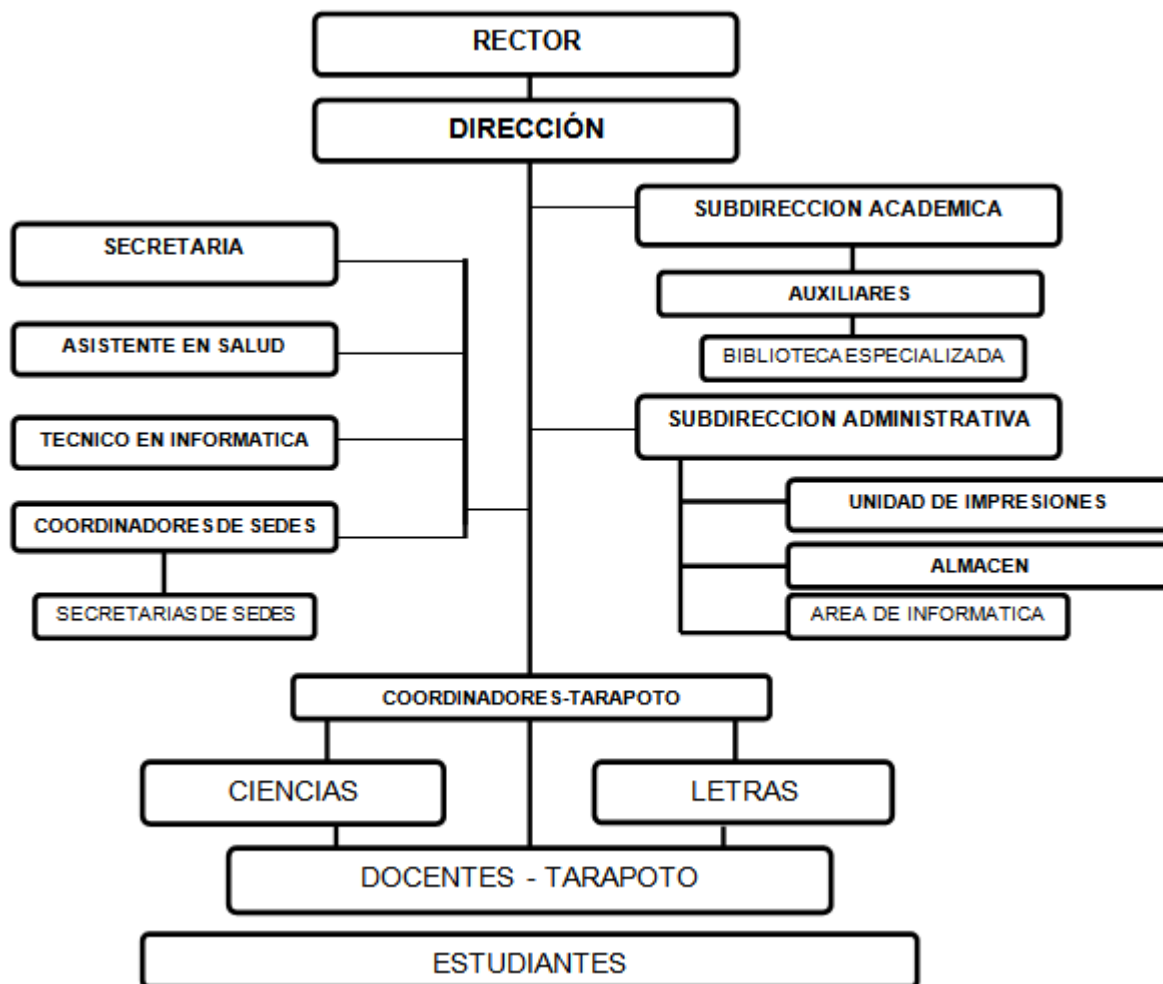 RECTOR
DIRECCIÓN
SUBDIRECCION ACADEMICA
SECRETARIA
AUXILIARES
ASISTENTE EN SALUD
BIBLIOTECA ESPECIALIZADA
SUBDIRECCION ADMINISTRATIVA
TECNICO EN INFORMATICA
UNIDAD DE IMPRESIONES
COORDINADORES DE SEDES
ALMACEN
SECRETARIAS DE SEDES
AREA DE INFORMATICA
COORDINADORES-TARAPOTO
CIENCIAS
LETRAS
DOCENTES - TARAPOTO
ESTUDIANTES